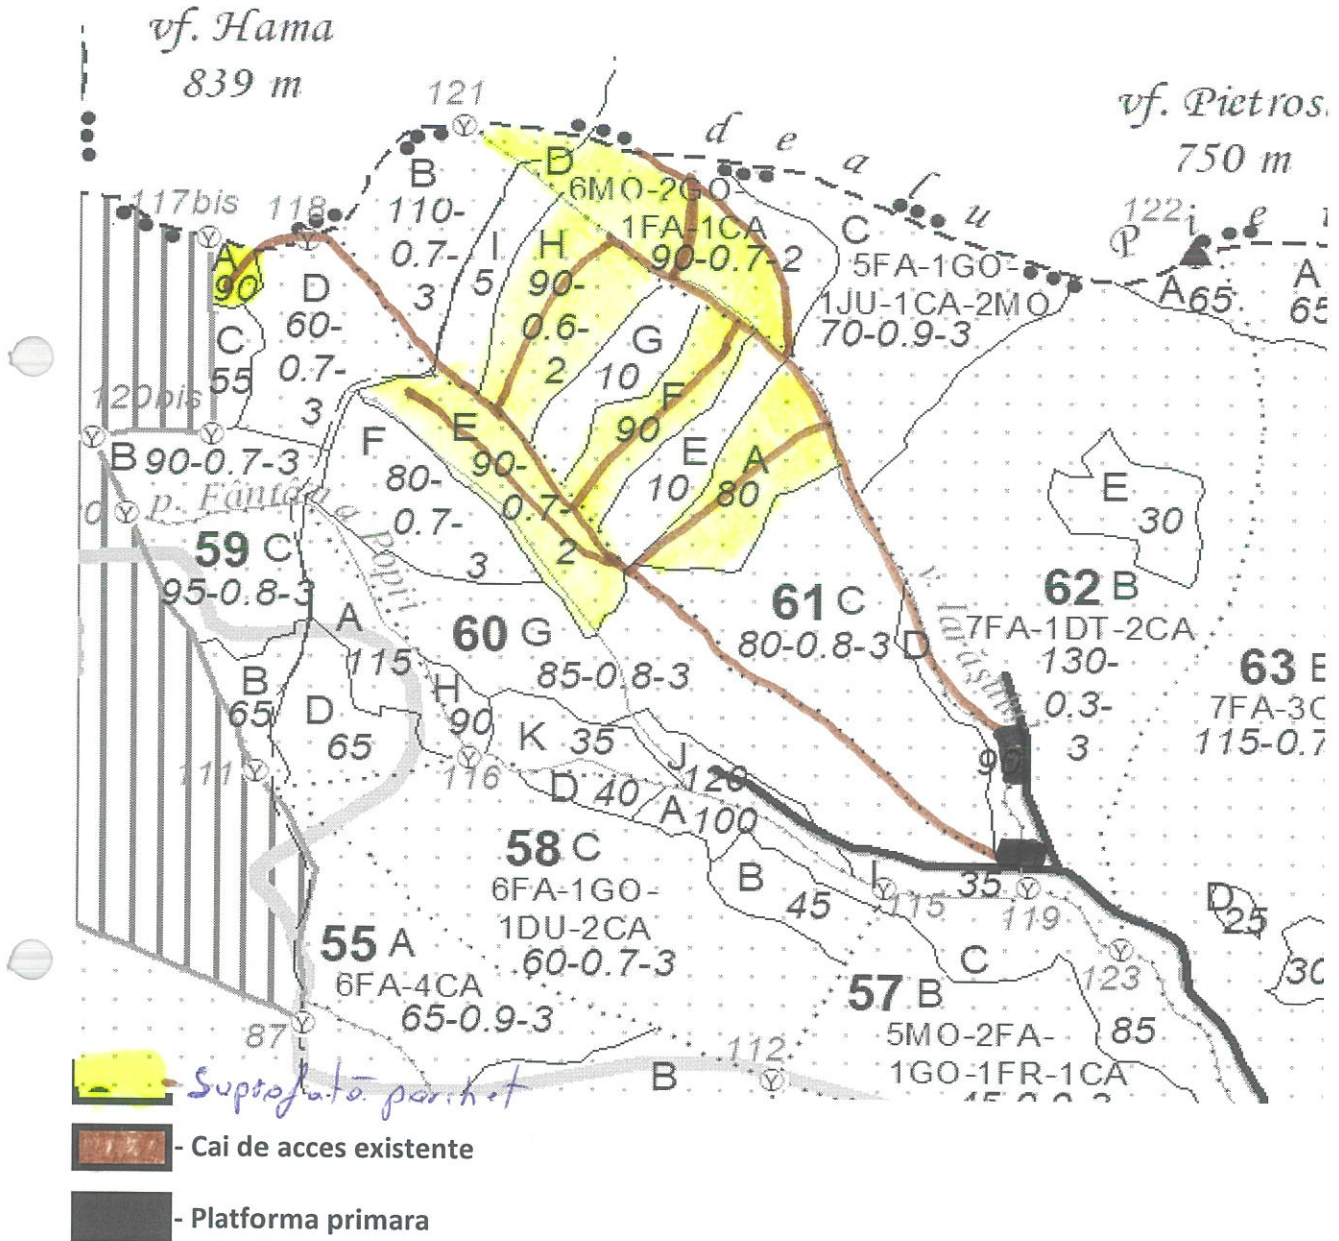 vf. Hama
839 m
vf. Pietros
750 m
121
d e a l u
P i e
117bis
118
122
A
90
B
110-
0.7-
3
D
60-
0.7-
3
C
55
I
5
H
90-
0.6-
2
D
6MO-2GO-
1FA-1CA
90-0.7-2
C
5FA-1GO-
1JU-1CA-2MO
70-0.9-3
A 65
A
65
G
10
F
90
E
10
A
80
120bis
B 90-0.7-3
p. Fântâna Popii
F
80-
0.7-
3
E
90-
0.7-
2
E
30
59 C
95-0.8-3
A
115
B
65
D
65
60 G
85-0.8-3
H
90
K 35
J
120
61 C
80-0.8-3
D
62 B
7FA-1DT-2CA
130-
0.3-
3
63
7FA-3
115-0.7
111
116
D 40
A 100
58 C
6FA-1GO-
1DU-2CA
60-0.7-3
B
45
I
35
115
119
123
D
25
30
55 A
6FA-4CA
65-0.9-3
C
85
57 B
5MO-2FA-
1GO-1FR-1CA
87
112
B
Suprafată parchet
- Cai de acces existente
- Platforma primara